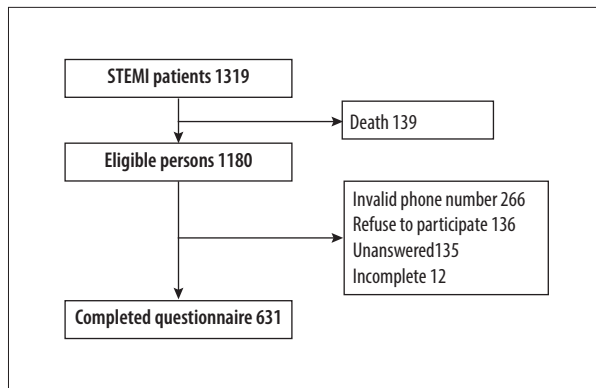 STEMI patients 1319
Death 139
Eligible persons 1180
Invalid phone number 266
Refuse to participate 136
Unanswered135
Incomplete 12
Completed questionnaire 631